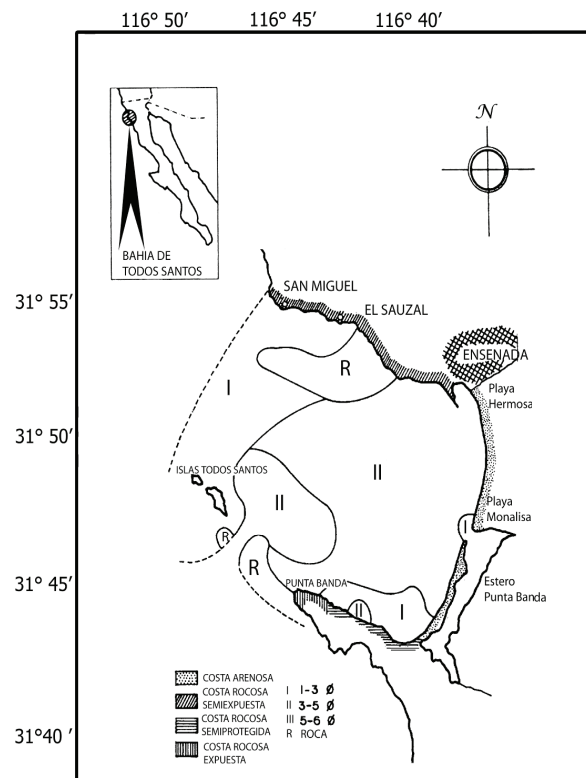 116° 50' 116° 45' 116° 40'
N
BAHIA DE
TODOS SANTOS
31° 55'
SAN MIGUEL
EL SAUZAL
ENSENADA
Playa
Hermosa
R
I
31° 50'
ISLAS TODOS SANTOS
II
II
Playa
Monalisa
I
R
R
31° 45'
PUNTA BANDA
Estero
Punta Banda
II
I
COSTA ARENOSA
COSTA ROCOSA
SEMIEXPUESTA
COSTA ROCOSA
SEMIPROTEGIDA
COSTA ROCOSA
EXPUESTA
I 1-3 Ø
II 3-5 Ø
III 5-6 Ø
R ROCA
31° 40'